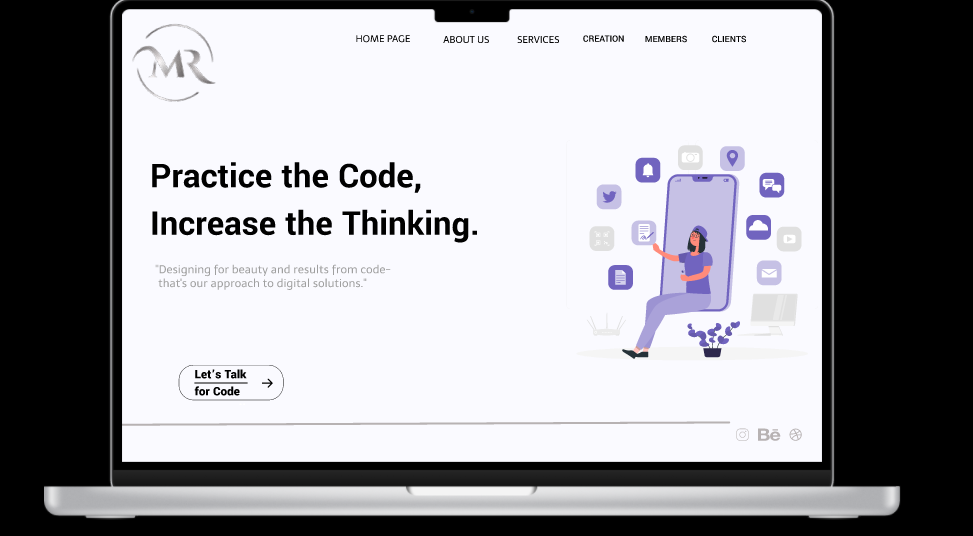 MR
HOME PAGE ABOUT US SERVICES CREATION MEMBERS CLIENTS
Practice the Code,
Increase the Thinking.
"Designing for beauty and results from code-
that's our approach to digital solutions."
Let's Talk
for Code
Bē